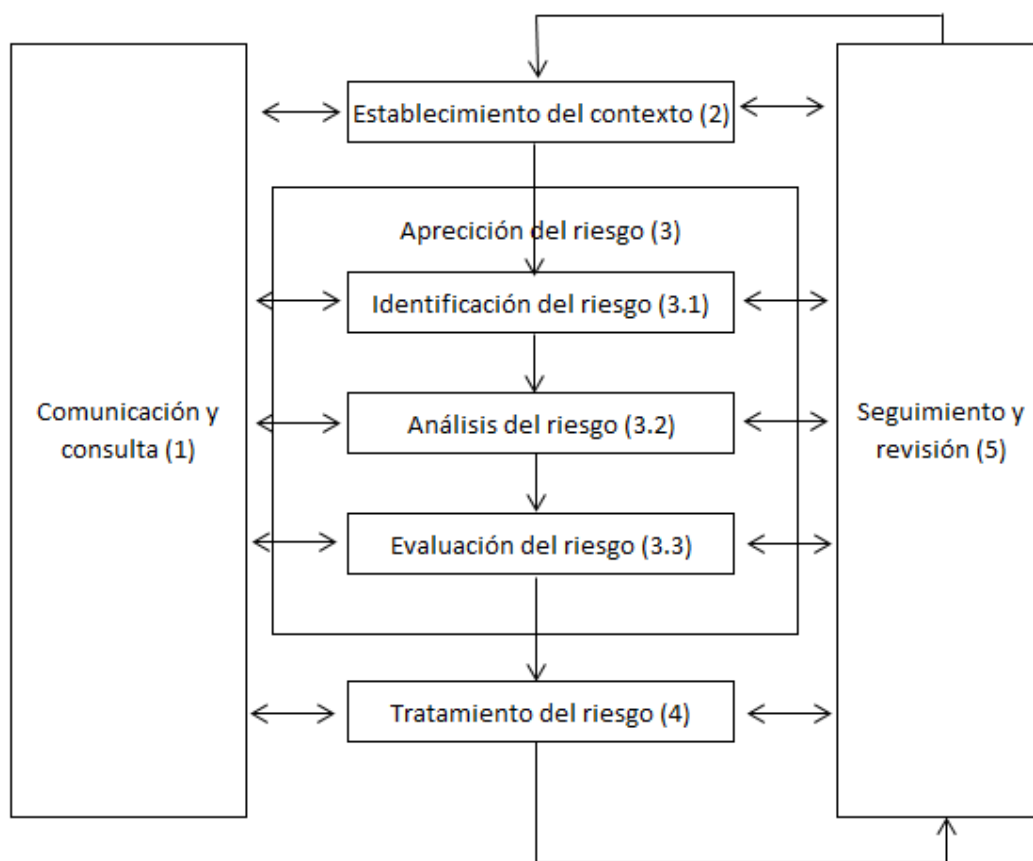 Establecimiento del contexto (2)
Aprecición del riesgo (3)
Identificación del riesgo (3.1)
Comunicación y
consulta (1)
Análisis del riesgo (3.2)
Seguimiento y
revisión (5)
Evaluación del riesgo (3.3)
Tratamiento del riesgo (4)